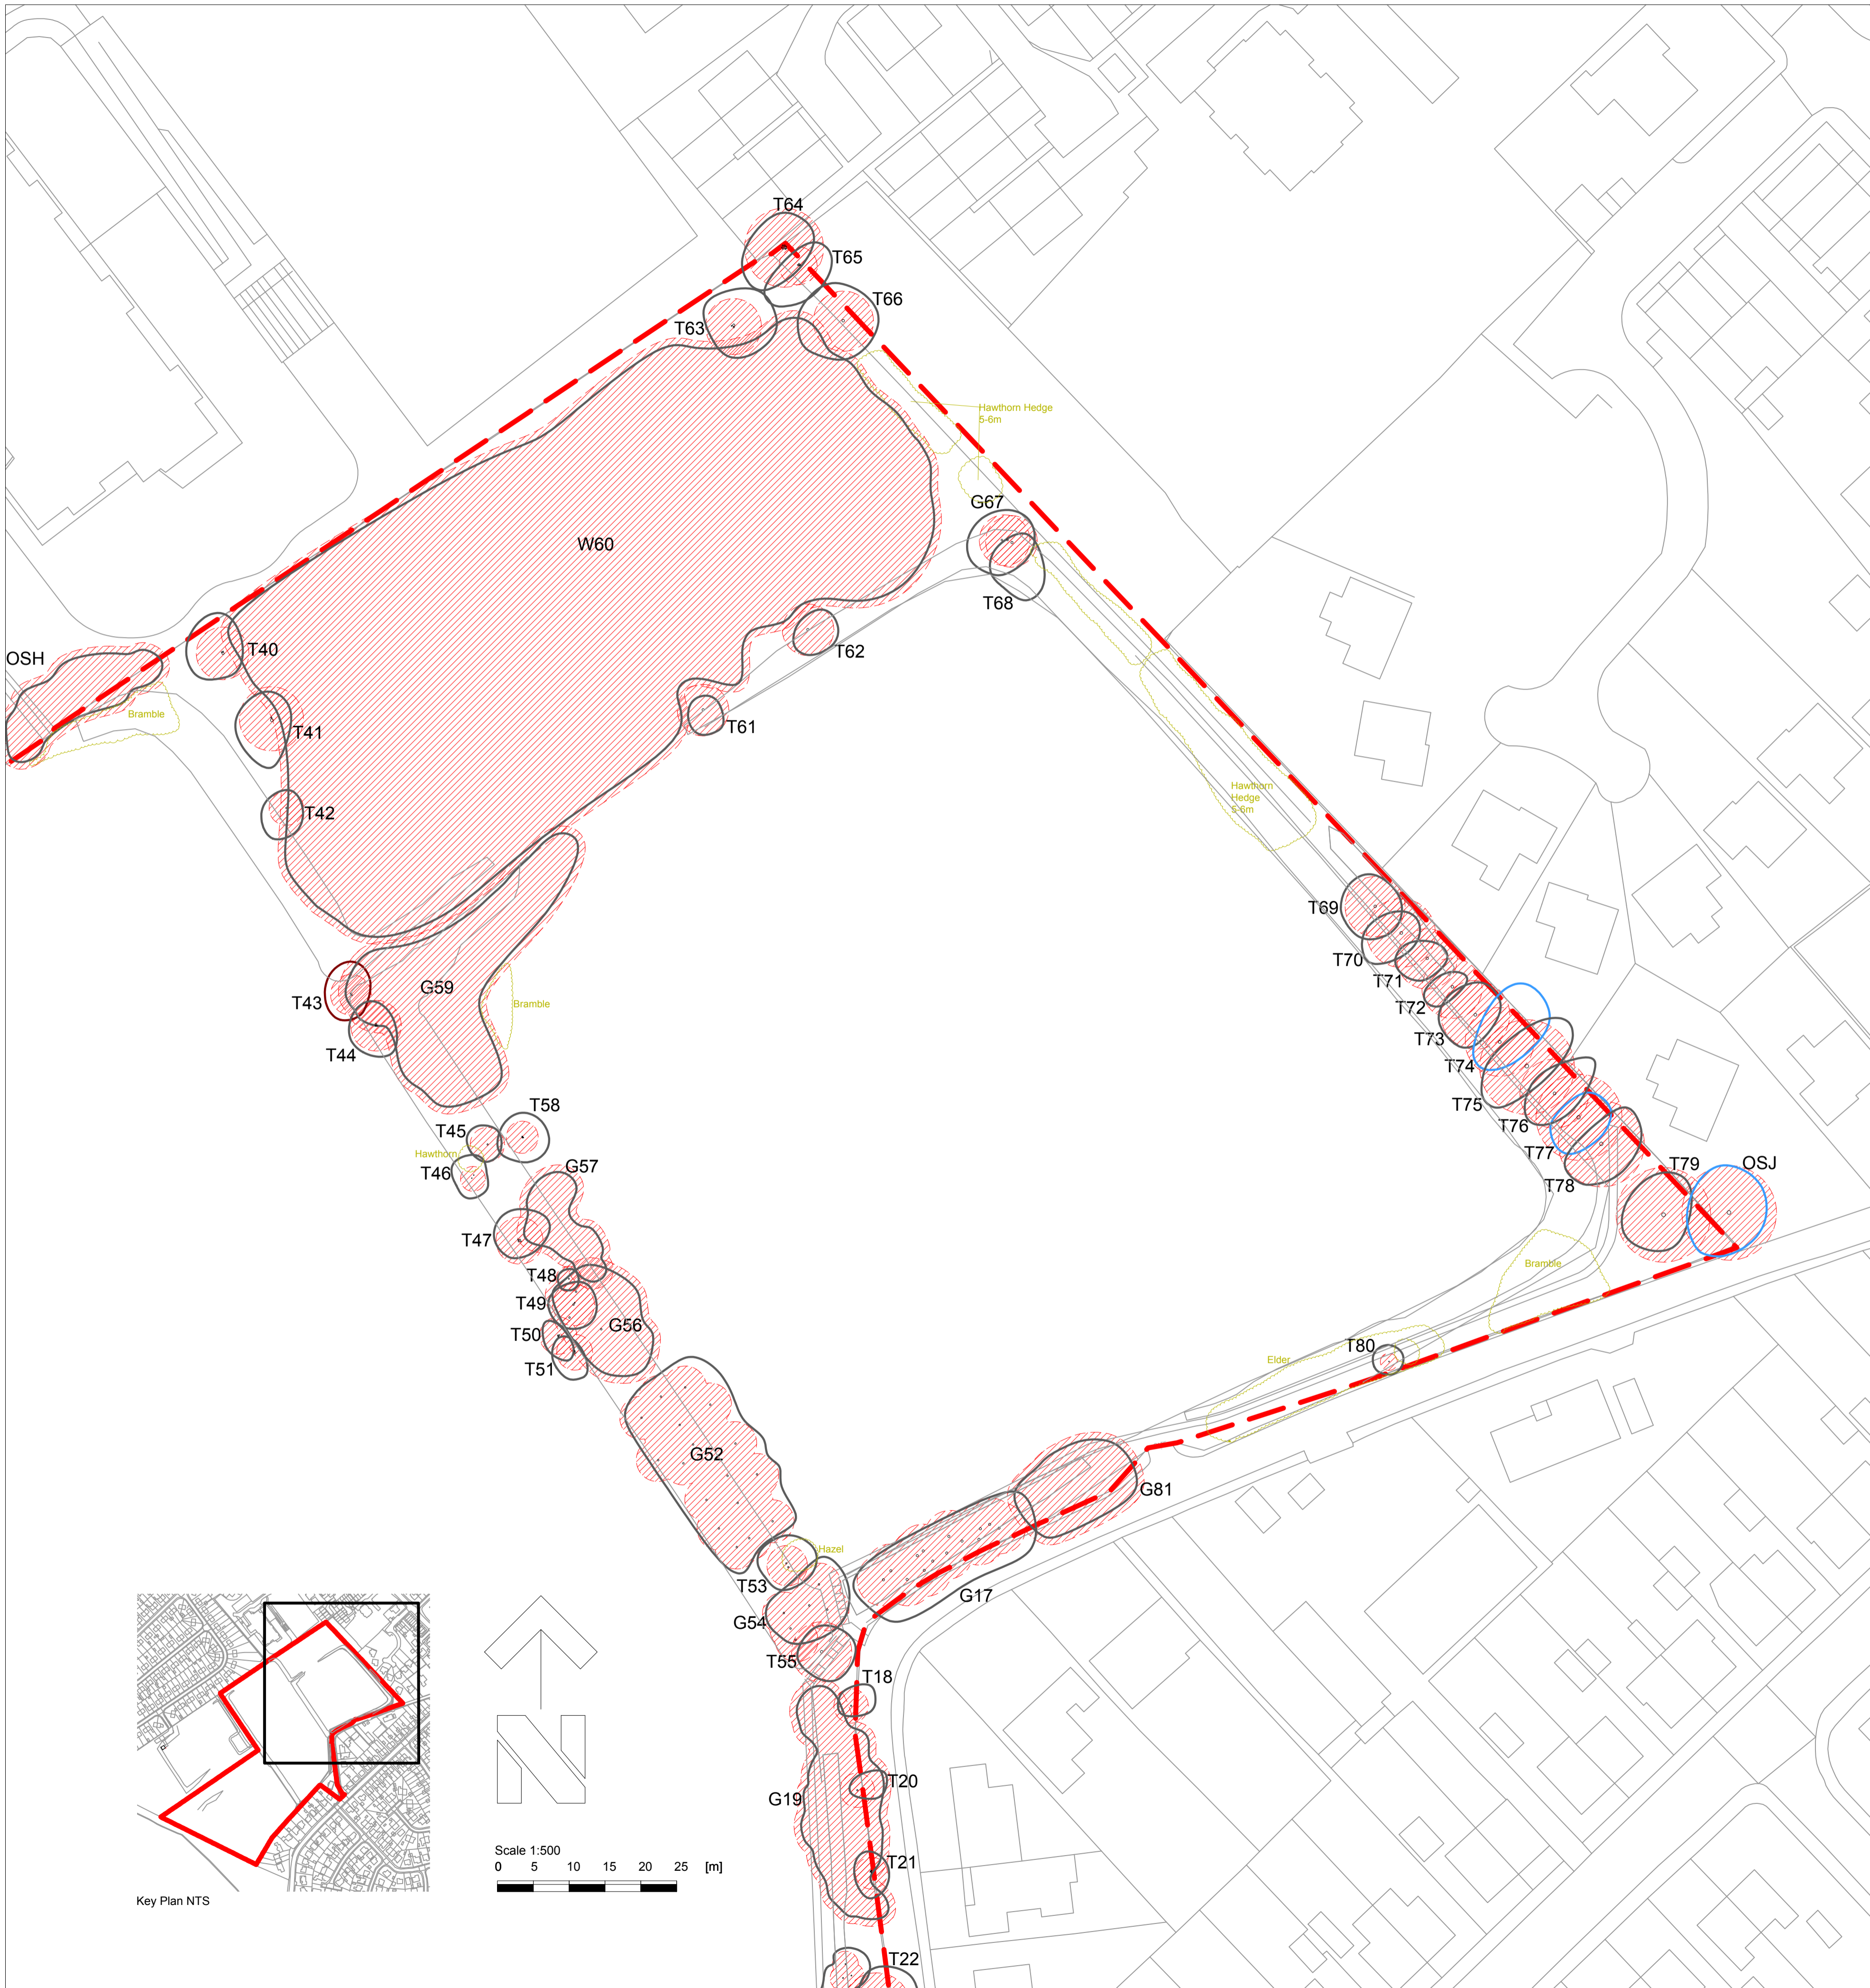 T64
T65
T66
T63
Hawthorn Hedge
5-6m
G67
W60
T68
T62
T40
OSH
Bramble
T41
T61
T42
Hawthorn
Hedge
5-6m
T69
T70
T71
T72
T73
T74
T75
T76
T77
T78
T79
OSJ
G59
T43
Bramble
T44
T58
T45
Hawthorn
T46
G57
T47
T48
T49
G56
T50
T51
Bramble
T80
Elder
G52
G81
Hazel
T53
G17
G54
T55
T18
T20
G19
T21
T22
N
Scale 1:500
0 5 10 15 20 25 [m]
Key Plan NTS